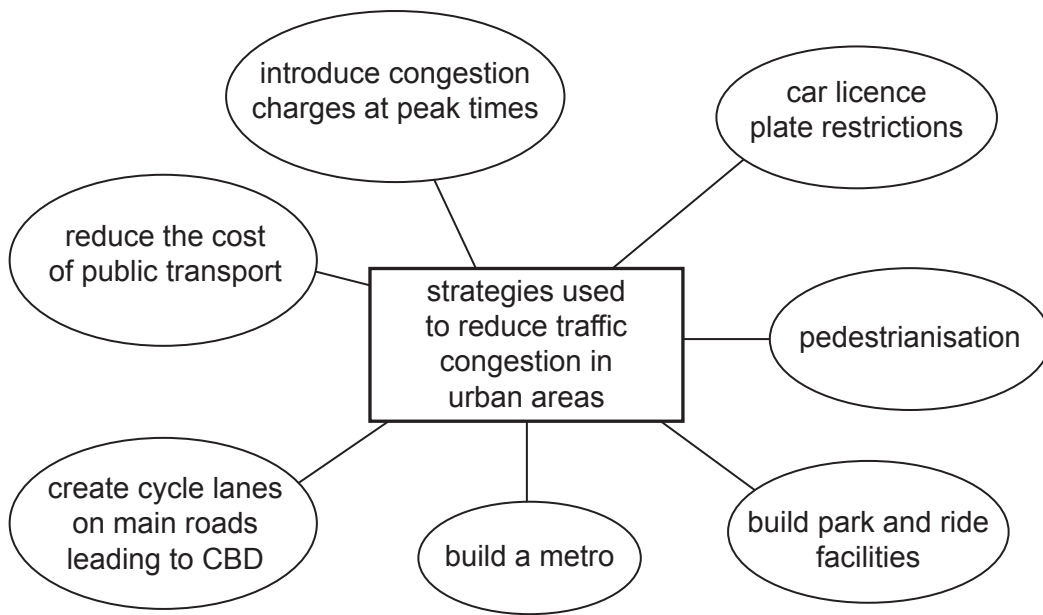 introduce congestion
charges at peak times
car licence
plate restrictions
reduce the cost
of public transport
strategies used
to reduce traffic
congestion in
urban areas
pedestrianisation
create cycle lanes
on main roads
leading to CBD
build a metro
build park and ride
facilities